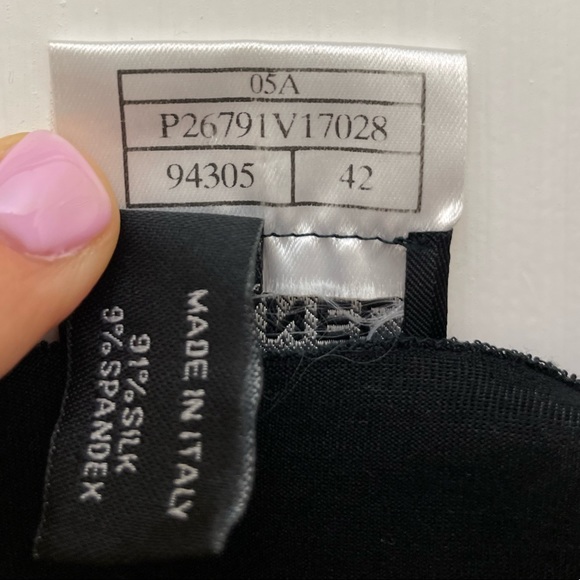 05A
P26791V17028
94305 42
MADE IN ITALY
91% SILK
9% SPANDEX